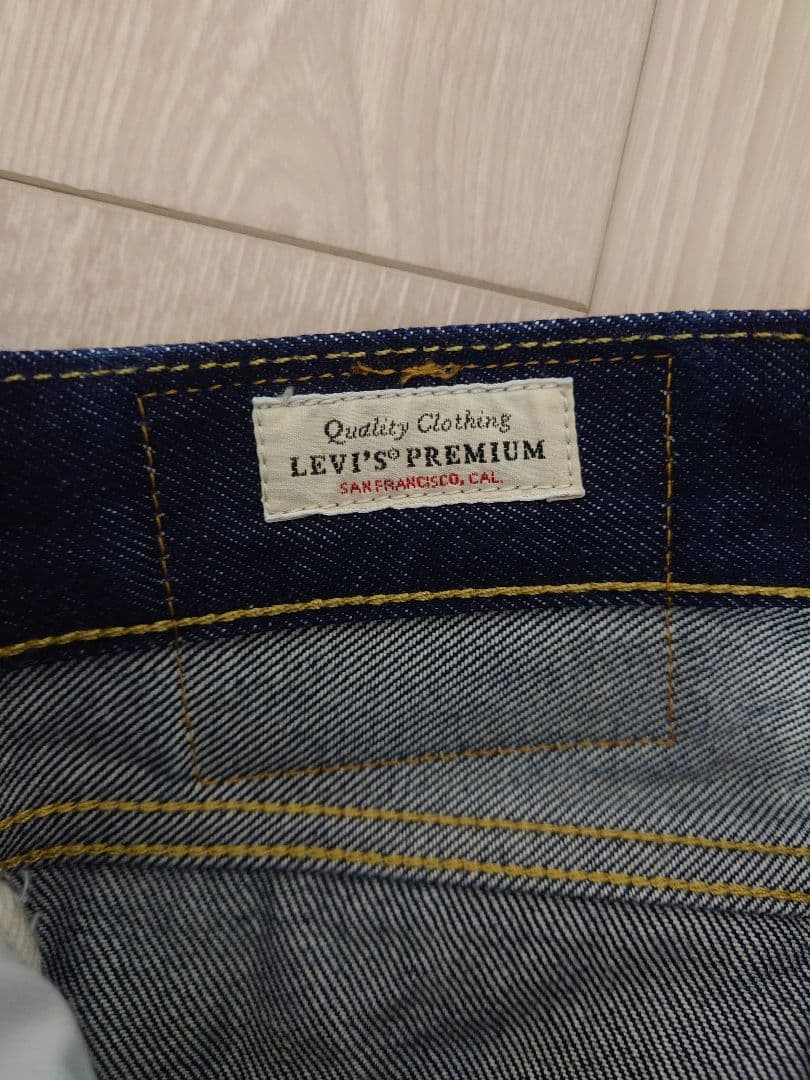 Quality Clothing
LEVI'S® PREMIUM
SAN FRANCISCO, CAL.